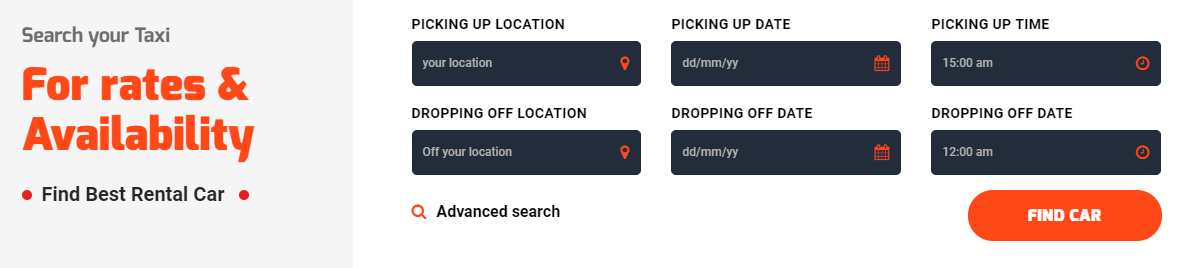 Search your Taxi
For rates &
Availability
Find Best Rental Car
PICKING UP LOCATION
your location
PICKING UP DATE
dd/mm/yy
PICKING UP TIME
15:00 am
DROPPING OFF LOCATION
Off your location
DROPPING OFF DATE
dd/mm/yy
DROPPING OFF DATE
12:00 am
Advanced search
FIND CAR